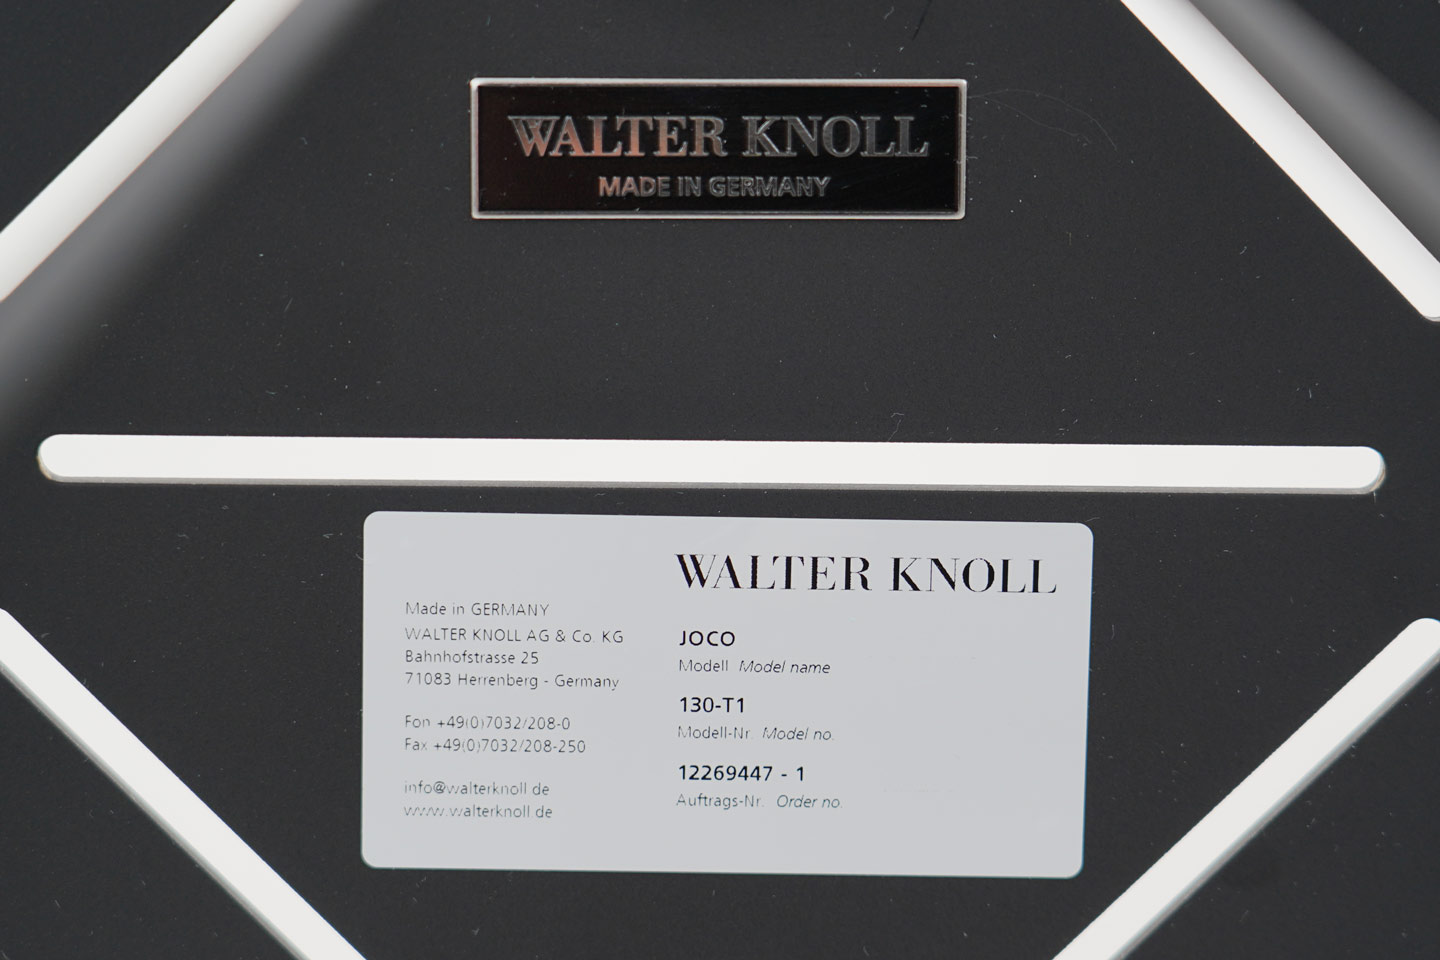 WALTER KNOLL
MADE IN GERMANY
WALTER KNOLL
Made in GERMANY
WALTER KNOLL AG & Co. KG
Bahnhofstrasse 25
71083 Herrenberg - Germany
Fon +49(0)7032/208-0
Fax +49(0)7032/208-250
info@walterknoll.de
www.walterknoll.de
JOCO
Modell Model name
130-T1
Modell-Nr. Model no.
12269447 - 1
Auftrags-Nr. Order no.